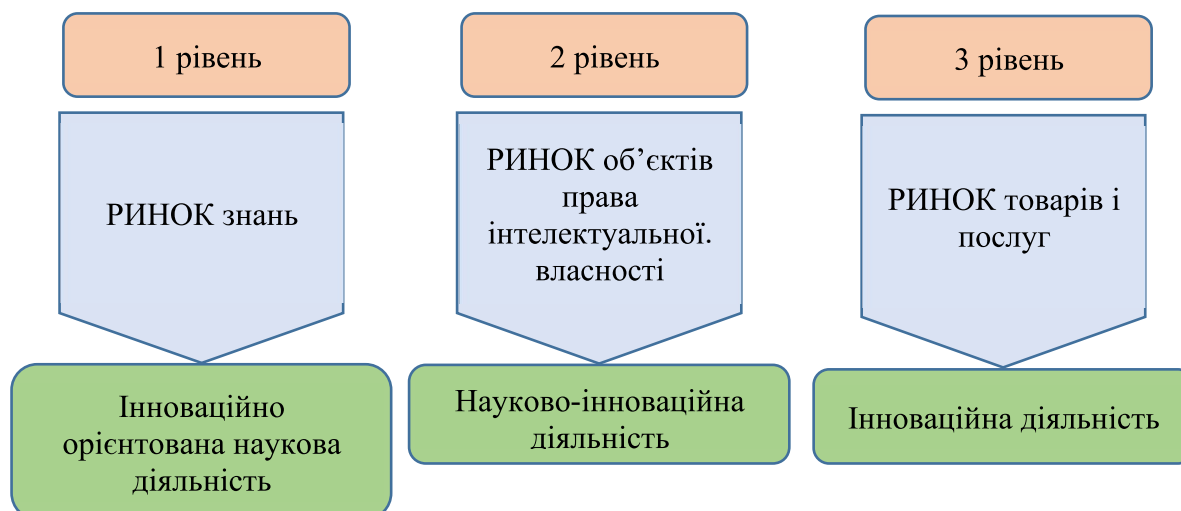 1 рівень
2 рівень
3 рівень
РИНОК знань
РИНОК об’єктів
права
інтелектуальної.
власності
РИНОК товарів і
послуг
Інноваційно
орієнтована наукова
діяльність
Науково-інноваційна
діяльність
Інноваційна діяльність